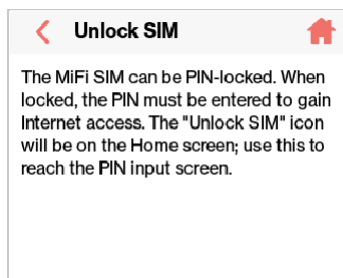 Unlock SIM
The MiFi SIM can be PIN-locked. When
locked, the PIN must be entered to gain
Internet access. The "Unlock SIM" icon
will be on the Home screen; use this to
reach the PIN input screen.